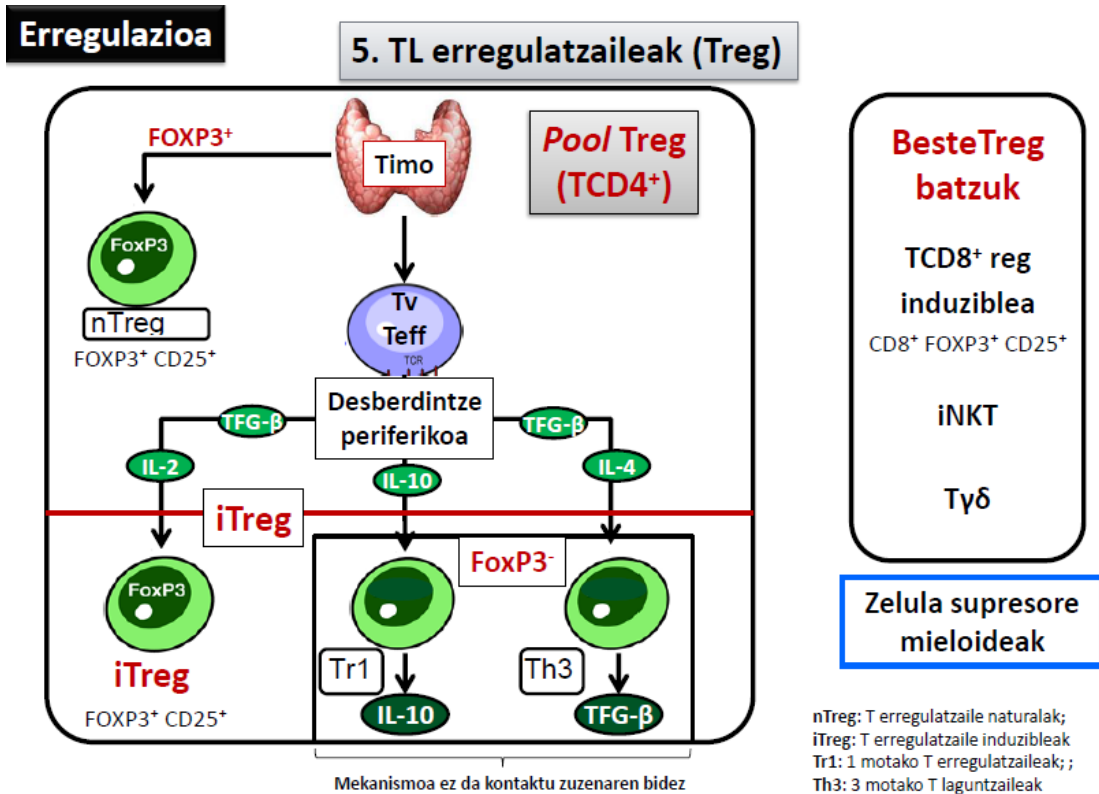 Erregulazioa
5. TL erregulatzaileak (Treg)
FOXP3⁺
Timo
Pool Treg
(TCD4⁺)
FoxP3
nTreg
FOXP3⁺ CD25⁺
Tv
Teff
TCR
Desberdintze
periferikoa
TFG-β
TFG-β
IL-2
IL-10
IL-4
iTreg
FoxP3⁻
FoxP3
iTreg
FOXP3⁺ CD25⁺
Tr1
Th3
IL-10
TFG-β
Mekanismoa ez da kontaktu zuzenaren bidez
BesteTreg
batzuk
TCD8⁺ reg
induziblea
CD8⁺ FOXP3⁺ CD25⁺
iNKT
Tγδ
Zelula supresore
mieloideak
nTreg: T erregulatzaile naturalak;
iTreg: T erregulatzaile induzibleak
Tr1: 1 motako T erregulatzaileak; ;
Th3: 3 motako T laguntzaileak